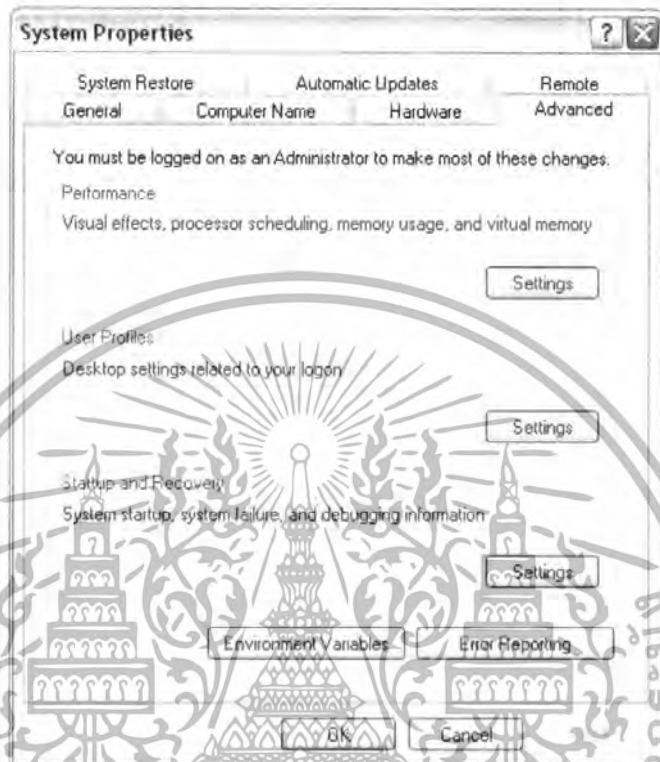 System Properties
System Restore Automatic Updates Remote
General Computer Name Hardware Advanced
You must be logged on as an Administrator to make most of these changes.
Performance
Visual effects, processor scheduling, memory usage, and virtual memory
Settings
User Profiles
Desktop settings related to your logon
Settings
Startup and Recovery
System startup, system failure, and debugging information
Settings
Environment Variables Error Reporting
OK Cancel